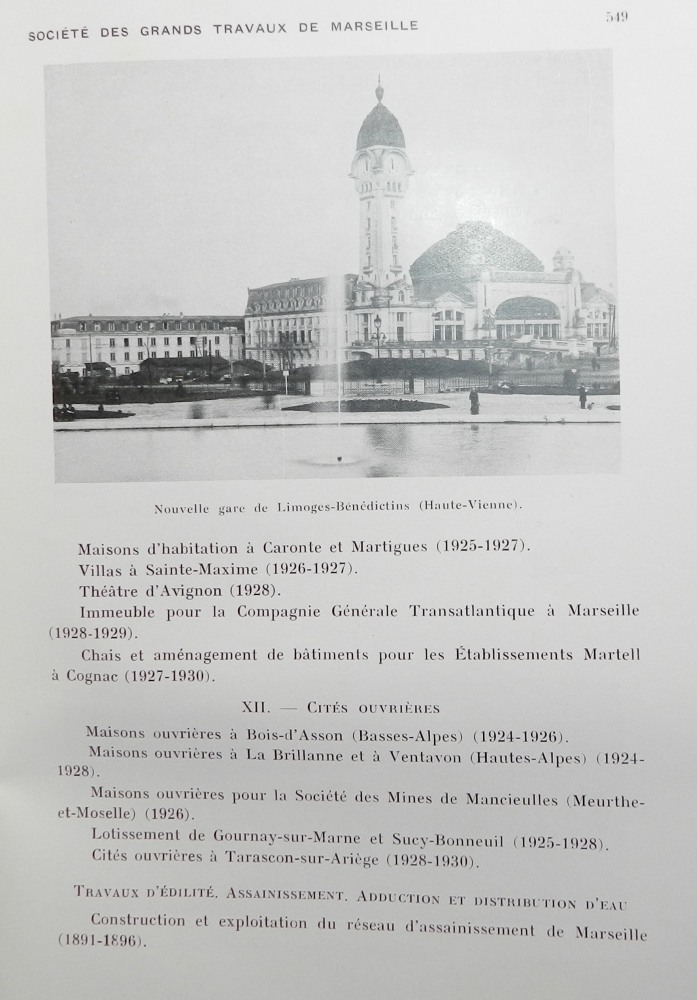 SOCIÉTÉ DES GRANDS TRAVAUX DE MARSEILLE
549
Nouvelle gare de Limoges-Bénédictins (Haute-Vienne).
Maisons d'habitation à Caronte et Martigues (1925-1927).
Villas à Sainte-Maxime (1926-1927).
Théâtre d'Avignon (1928).
Immeuble pour la Compagnie Générale Transatlantique à Marseille
(1928-1929).
Chais et aménagement de bâtiments pour les Établissements Martell
à Cognac (1927-1930).
XII. — CITÉS OUVRIÈRES
Maisons ouvrières à Bois-d'Asson (Basses-Alpes) (1924-1926).
Maisons ouvrières à La Brillanne et à Ventavon (Hautes-Alpes) (1924-
1928).
Maisons ouvrières pour la Société des Mines de Mancieulles (Meurthe-
et-Moselle) (1926).
Lotissement de Gournay-sur-Marne et Sucy-Bonneuil (1925-1928).
Cités ouvrières à Tarascon-sur-Ariège (1928-1930).
TRAVAUX D'ÉDILITÉ. ASSAINISSEMENT. ADDUCTION ET DISTRIBUTION D'EAU
Construction et exploitation du réseau d'assainissement de Marseille
(1891-1896).